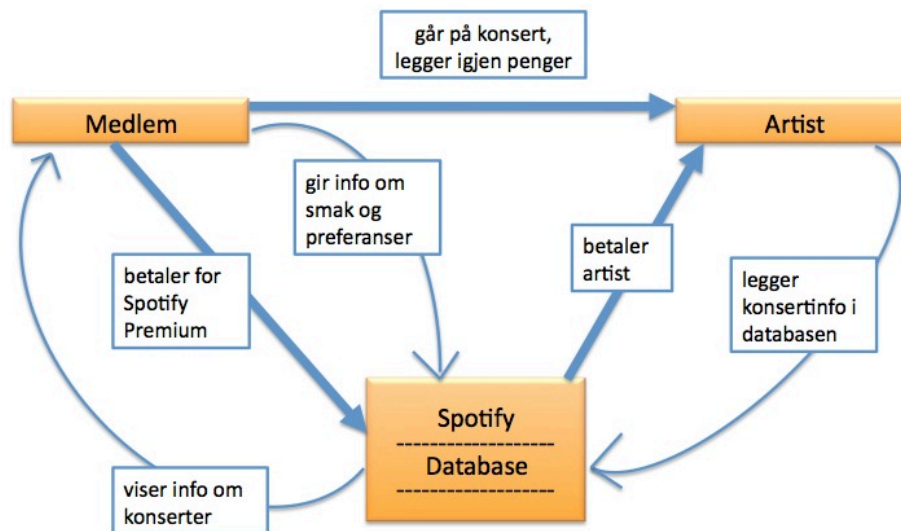 går på konsert,
legger igjen penger
Medlem
Artist
gir info om
smak og
preferanser
betaler
artist
betaler for
Spotify
Premium
legger
konsertinfo i
databasen
Spotify
--------------------
Database
--------------------
viser info om
konserter